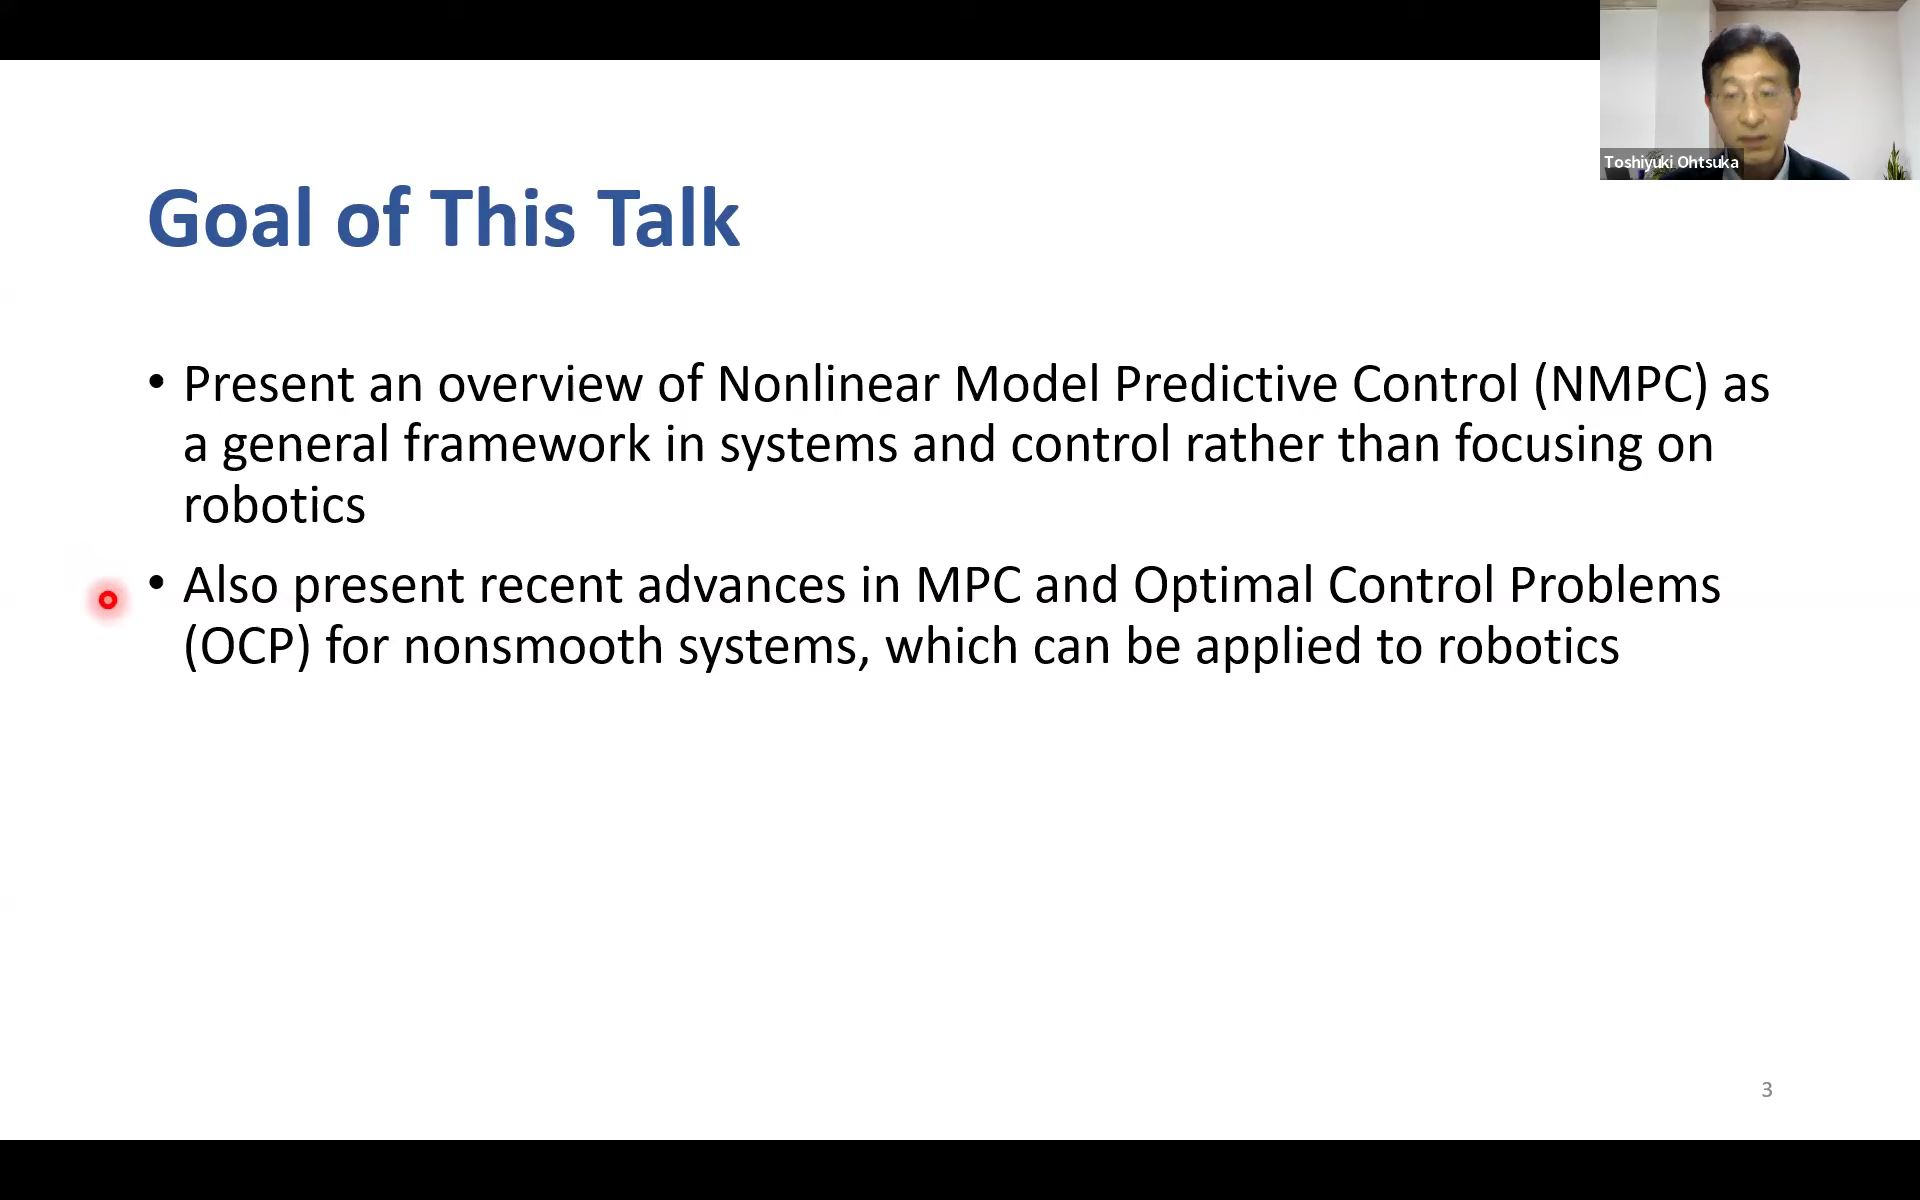 Toshiyuki Ohtsuka
Goal of This Talk
• Present an overview of Nonlinear Model Predictive Control (NMPC) as
a general framework in systems and control rather than focusing on
robotics
• Also present recent advances in MPC and Optimal Control Problems
(OCP) for nonsmooth systems, which can be applied to robotics
3